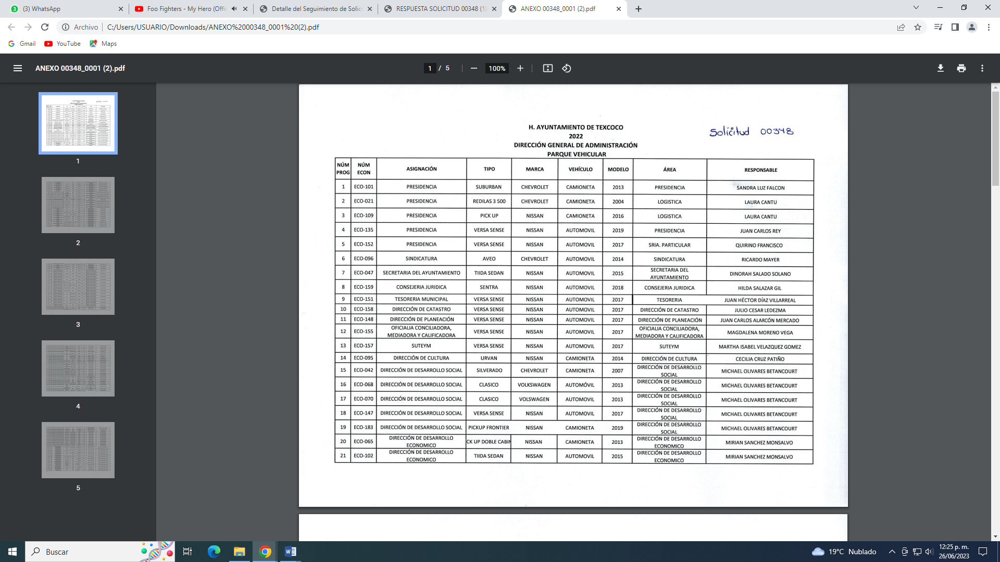 (3) WhatsApp
Foo Fighters - My Hero (Offic
Detalle del Seguimiento de Solici
RESPUESTA SOLICITUD 00348 (1)
ANEXO 00348_0001 (2).pdf
Archivo C:/Users/USUARIO/Downloads/ANEXO%2000348_0001%20(2).pdf
Gmail YouTube Maps
ANEXO 00348_0001 (2).pdf 1 / 5 100%
1
2
3
4
5
Solicitud 00348
H. AYUNTAMIENTO DE TEXCOCO
2022
DIRECCIÓN GENERAL DE ADMINISTRACIÓN
PARQUE VEHICULAR
NÚM PROG NÚM ECON ASIGNACIÓN TIPO MARCA VEHÍCULO MODELO ÁREA RESPONSABLE
1 ECO-101 PRESIDENCIA SUBURBAN CHEVROLET CAMIONETA 2013 PRESIDENCIA SANDRA LUZ FALCON
2 ECO-021 PRESIDENCIA REDILAS 3 500 CHEVROLET CAMIONETA 2004 LOGISTICA LAURA CANTU
3 ECO-109 PRESIDENCIA PICK UP NISSAN CAMIONETA 2016 LOGISTICA LAURA CANTU
4 ECO-135 PRESIDENCIA VERSA SENSE NISSAN AUTOMOVIL 2019 PRESIDENCIA JUAN CARLOS REY
5 ECO-152 PRESIDENCIA VERSA SENSE NISSAN AUTOMOVIL 2017 SRIA. PARTICULAR QUIRINO FRANCISCO
6 ECO-096 SINDICATURA AVEO CHEVROLET AUTOMOVIL 2014 SINDICATURA RICARDO MAYER
7 ECO-047 SECRETARIA DEL AYUNTAMIENTO TIIDA SEDAN NISSAN AUTOMOVIL 2015 SECRETARIA DEL AYUNTAMIENTO DINORAH SALADO SOLANO
8 ECO-159 CONSEJERIA JURIDICA SENTRA NISSAN AUTOMOVIL 2018 CONSEJERIA JURIDICA HILDA SALAZAR GIL
9 ECO-151 TESORERIA MUNICIPAL VERSA SENSE NISSAN AUTOMOVIL 2017 TESORERIA JUAN HÉCTOR DÍAZ VILLARREAL
10 ECO-158 DIRECCIÓN DE CATASTRO VERSA SENSE NISSAN AUTOMOVIL 2017 DIRECCIÓN DE CATASTRO JULIO CESAR LEDEZMA
11 ECO-148 DIRECCIÓN DE PLANEACIÓN VERSA SENSE NISSAN AUTOMOVIL 2017 DIRECCIÓN DE PLANEACIÓN JUAN CARLOS ALARCÓN MERCADO
12 ECO-155 OFICIALIA CONCILIADORA, MEDIADORA Y CALIFICADORA VERSA SENSE NISSAN AUTOMOVIL 2017 OFICIALIA CONCILIADORA, MEDIADORA Y CALIFICADORA MAGDALENA MORENO VEGA
13 ECO-157 SUTEYM VERSA SENSE NISSAN AUTOMOVIL 2017 SUTEYM MARTHA ISABEL VELAZQUEZ GOMEZ
14 ECO-095 DIRECCIÓN DE CULTURA URVAN NISSAN CAMIONETA 2014 DIRECCIÓN DE CULTURA CECILIA CRUZ PATIÑO
15 ECO-042 DIRECCIÓN DE DESARROLLO SOCIAL SILVERADO CHEVROLET CAMIONETA 2007 DIRECCIÓN DE DESARROLLO SOCIAL MICHAEL OLIVARES BETANCOURT
16 ECO-068 DIRECCIÓN DE DESARROLLO SOCIAL CLASICO VOLKSWAGEN AUTOMÓVIL 2013 DIRECCIÓN DE DESARROLLO SOCIAL MICHAEL OLIVARES BETANCOURT
17 ECO-070 DIRECCIÓN DE DESARROLLO SOCIAL CLASICO VOLSWAGEN AUTOMOVIL 2013 DIRECCIÓN DE DESARROLLO SOCIAL MICHAEL OLIVARES BETANCOURT
18 ECO-147 DIRECCIÓN DE DESARROLLO SOCIAL VERSA SENSE NISSAN AUTOMOVIL 2017 DIRECCIÓN DE DESARROLLO SOCIAL MICHAEL OLIVARES BETANCOURT
19 ECO-183 DIRECCIÓN DE DESARROLLO SOCIAL PICKUP FRONTIER NISSAN CAMIONETA 2019 DIRECCIÓN DE DESARROLLO SOCIAL MICHAEL OLIVARES BETANCOURT
20 ECO-065 DIRECCIÓN DE DESARROLLO ECONOMICO CK UP DOBLE CABIN NISSAN CAMIONETA 2013 DIRECCIÓN DE DESARROLLO ECONOMICO MIRIAN SANCHEZ MONSALVO
21 ECO-102 DIRECCIÓN DE DESARROLLO ECONOMICO TIIDA SEDAN NISSAN AUTOMOVIL 2015 DIRECCIÓN DE DESARROLLO ECONOMICO MIRIAN SANCHEZ MONSALVO
Buscar
19°C Nublado
12:25 p. m.
26/06/2023